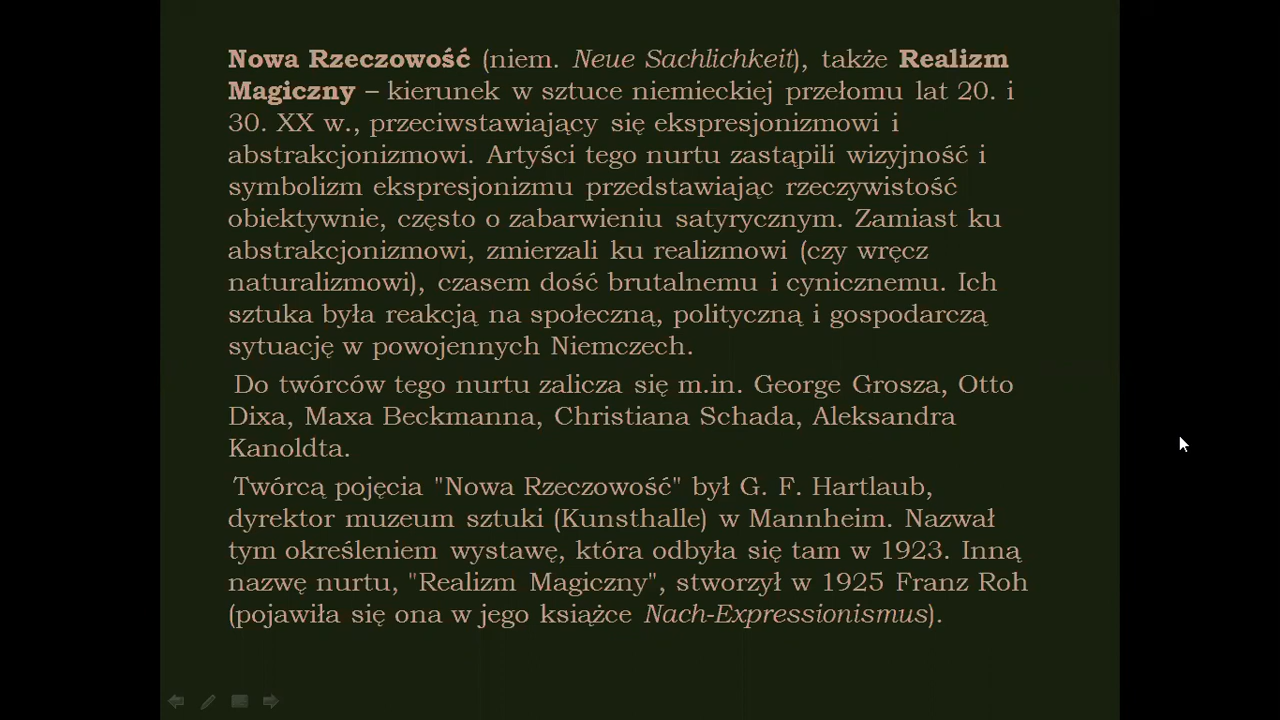 Nowa Rzeczowość (niem. Neue Sachlichkeit), także Realizm
Magiczny – kierunek w sztuce niemieckiej przełomu lat 20. i
30. XX w., przeciwstawiający się ekspresjonizmowi i
abstrakcjonizmowi. Artyści tego nurtu zastąpili wizyjność i
symbolizm ekspresjonizmu przedstawiając rzeczywistość
obiektywnie, często o zabarwieniu satyrycznym. Zamiast ku
abstrakcjonizmowi, zmierzali ku realizmowi (czy wręcz
naturalizmowi), czasem dość brutalnemu i cynicznemu. Ich
sztuka była reakcją na społeczną, polityczną i gospodarczą
sytuację w powojennych Niemczech.
Do twórców tego nurtu zalicza się m.in. George Grosza, Otto
Dixa, Maxa Beckmanna, Christiana Schada, Aleksandra
Kanoldta.
Twórcą pojęcia "Nowa Rzeczowość" był G. F. Hartlaub,
dyrektor muzeum sztuki (Kunsthalle) w Mannheim. Nazwał
tym określeniem wystawę, która odbyła się tam w 1923. Inną
nazwę nurtu, "Realizm Magiczny", stworzył w 1925 Franz Roh
(pojawiła się ona w jego książce Nach-Expressionismus).